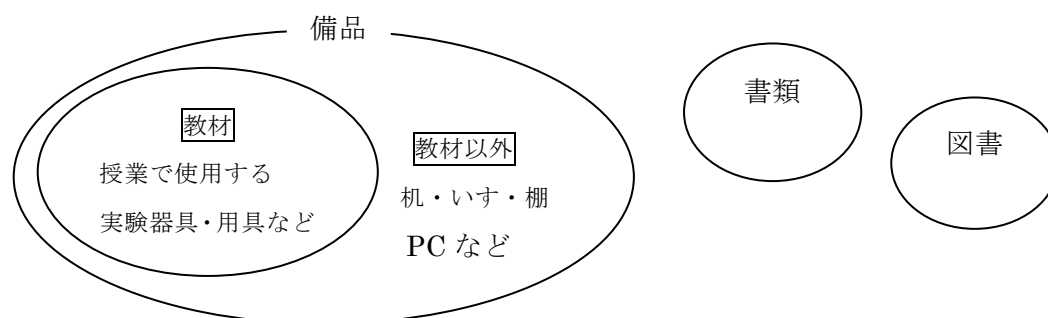 備品
教材
授業で使用する
実験器具・用具など
教材以外
机・いす・棚
PC など
書類
図書